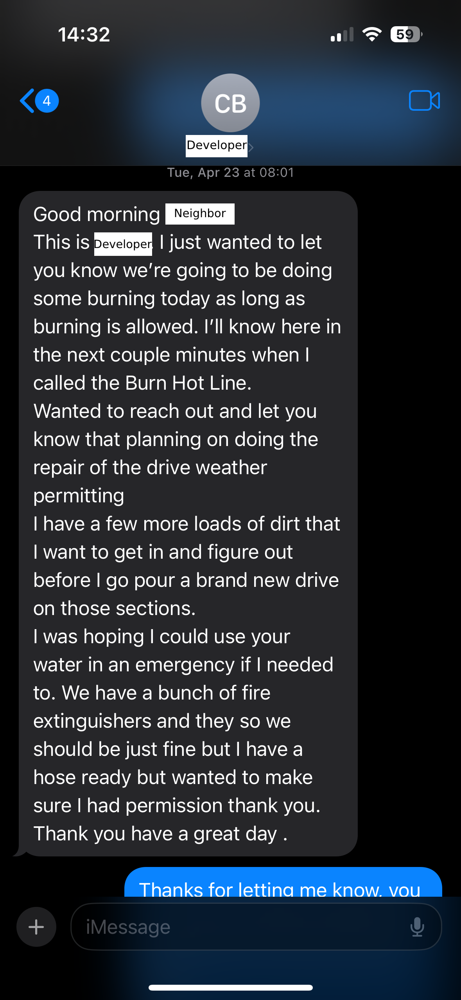 14:32
59
4
CB
Developer
Tue, Apr 23 at 08:01
Good morning Neighbor
This is Developer. I just wanted to let
you know we're going to be doing
some burning today as long as
burning is allowed. I'll know here in
the next couple minutes when I
called the Burn Hot Line.
Wanted to reach out and let you
know that planning on doing the
repair of the drive weather
permitting
I have a few more loads of dirt that
I want to get in and figure out
before I go pour a brand new drive
on those sections.
I was hoping I could use your
water in an emergency if I needed
to. We have a bunch of fire
extinguishers and they so we
should be just fine but I have a
hose ready but wanted to make
sure I had permission thank you.
Thank you have a great day .
Thanks for letting me know, you
iMessage